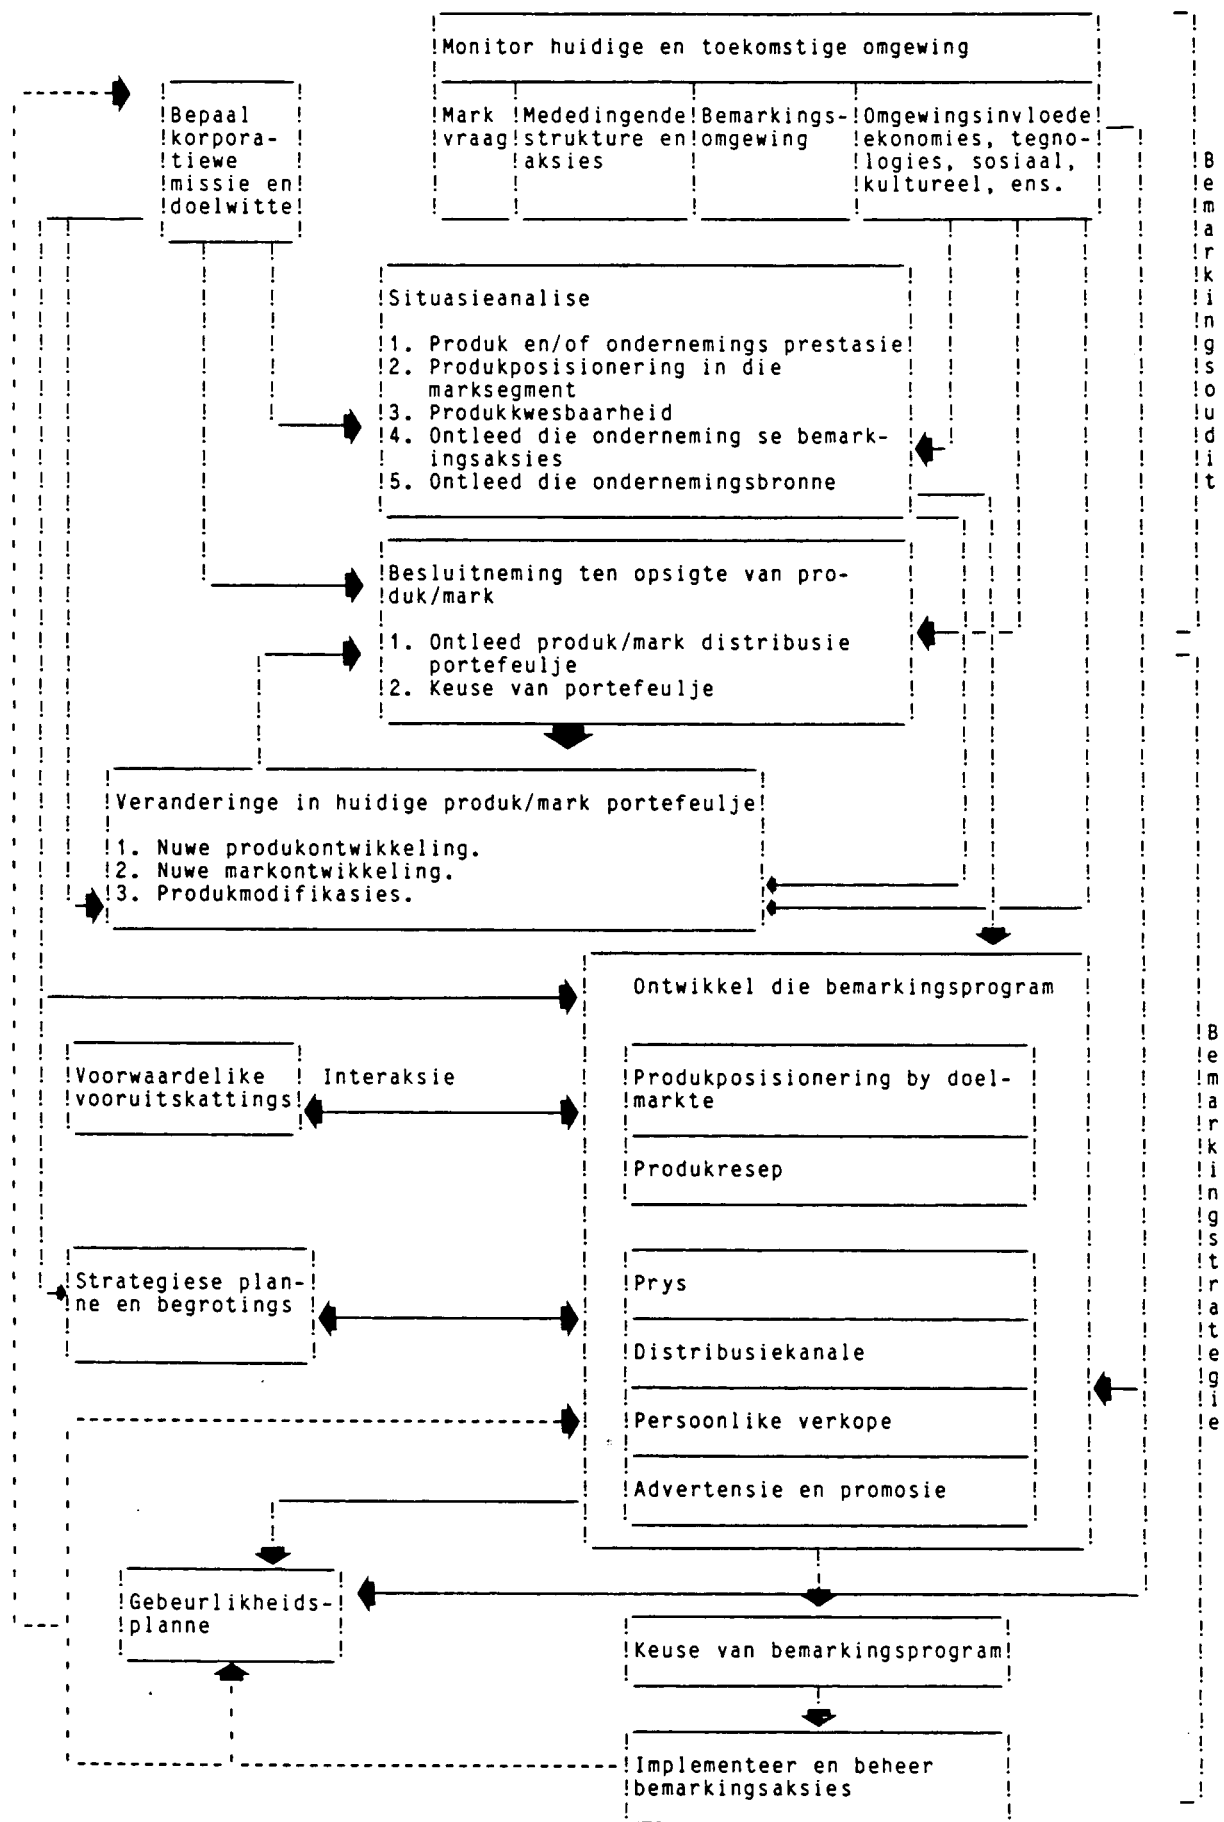 Monitor huidige en toekomstige omgewing
Bepaal
korpora-
tiewe
missie en
doelwitte
Mark
vraag
Mededingende
strukture en
aksies
Bemarkings-
omgewing
Omgewingsinvloede
ekonomies, tegno-
logies, sosiaal,
kultureel, ens.
Bemarkingsoudit
Situasieanalise
1. Produk en/of ondernemings prestasie
2. Produkposisionering in die
marksegment
3. Produkkwesbaarheid
4. Ontleed die onderneming se bemark-
ingsaksies
5. Ontleed die ondernemingsbronne
Besluitneming ten opsigte van pro-
duk/mark
1. Ontleed produk/mark distribusie
portefeulje
2. Keuse van portefeulje
Veranderinge in huidige produk/mark portefeulje
1. Nuwe produkontwikkeling.
2. Nuwe markontwikkeling.
3. Produkmodifikasies.
Ontwikkel die bemarkingsprogram
Voorwaardelike
vooruitskattings
Interaksie
Produkposisionering by doel-
markte
Produkresep
Bemarkingstrategie
Strategiese plan-
ne en begrotings
Prys
Distribusiekanale
Persoonlike verkope
Advertensie en promosie
Gebeurlikheids-
planne
Keuse van bemarkingsprogram
Implementeer en beheer
bemarkingsaksies